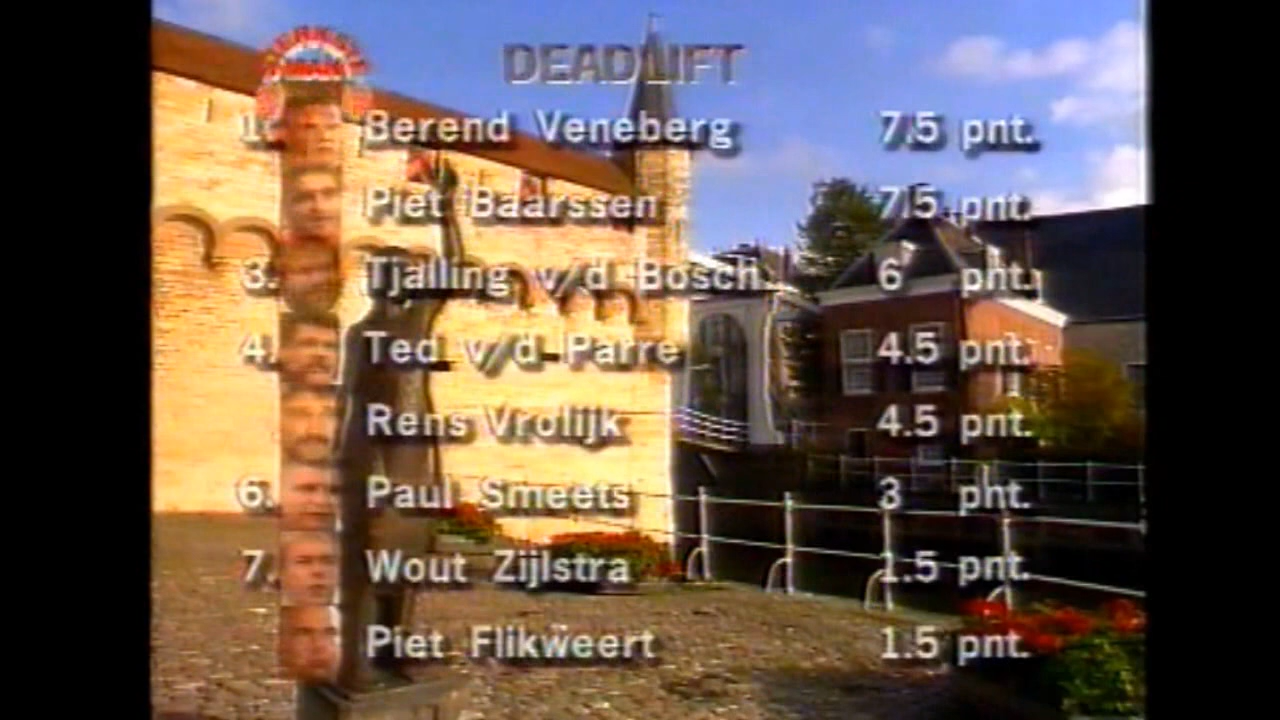 DEADLIFT
1. Berend Veneberg 7.5 pnt.
Piet Baarssen 7.5 pnt.
3. Tjalling v/d Bosch 6 pnt.
4. Ted v/d Parre 4.5 pnt.
Rens Vrolijk 4.5 pnt.
6. Paul Smeets 3 pnt.
7. Wout Zijlstra 1.5 pnt.
Piet Flikweert 1.5 pnt.